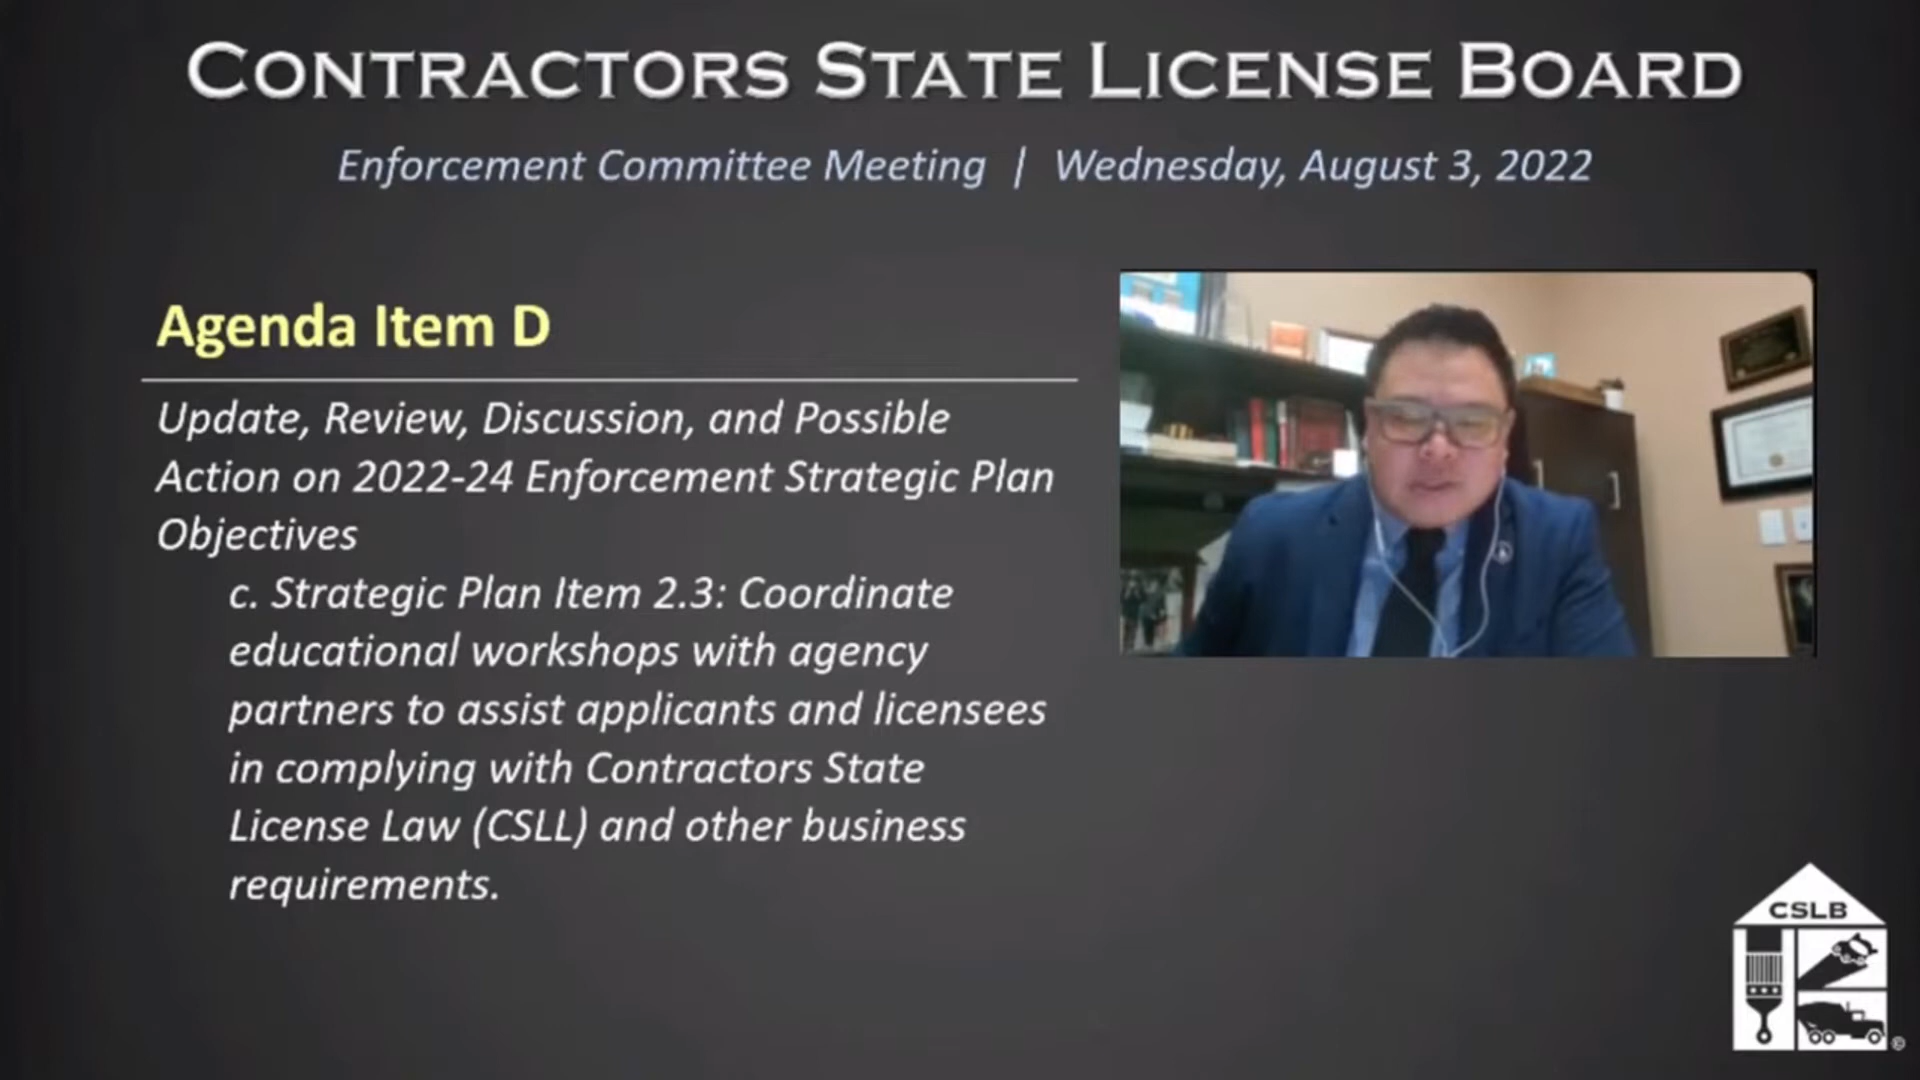 CONTRACTORS STATE LICENSE BOARD
Enforcement Committee Meeting | Wednesday, August 3, 2022
Agenda Item D
Update, Review, Discussion, and Possible
Action on 2022-24 Enforcement Strategic Plan
Objectives
c. Strategic Plan Item 2.3: Coordinate
educational workshops with agency
partners to assist applicants and licensees
in complying with Contractors State
License Law (CSLL) and other business
requirements.
CSLB
©